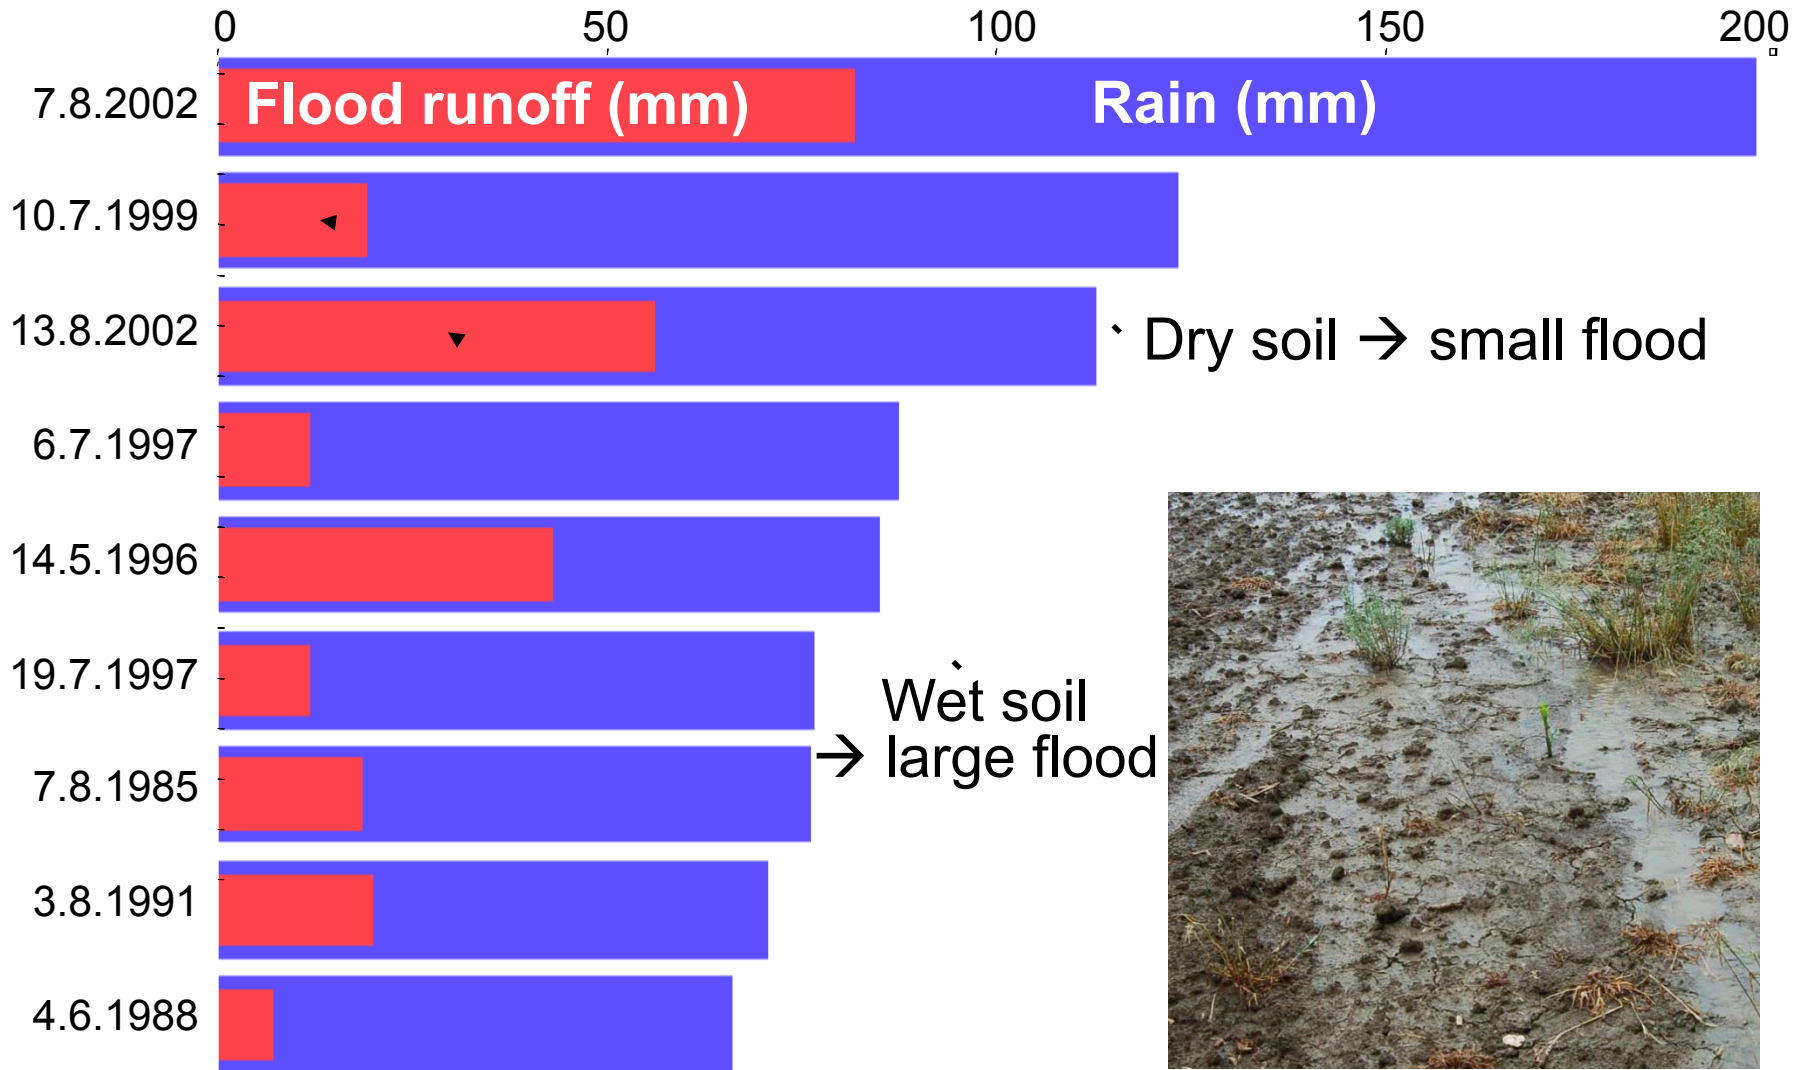 0 50 100 150 200
7.8.2002 Flood runoff (mm) Rain (mm)
10.7.1999
13.8.2002 Dry soil → small flood
6.7.1997
14.5.1996
19.7.1997 Wet soil
→ large flood
7.8.1985
3.8.1991
4.6.1988